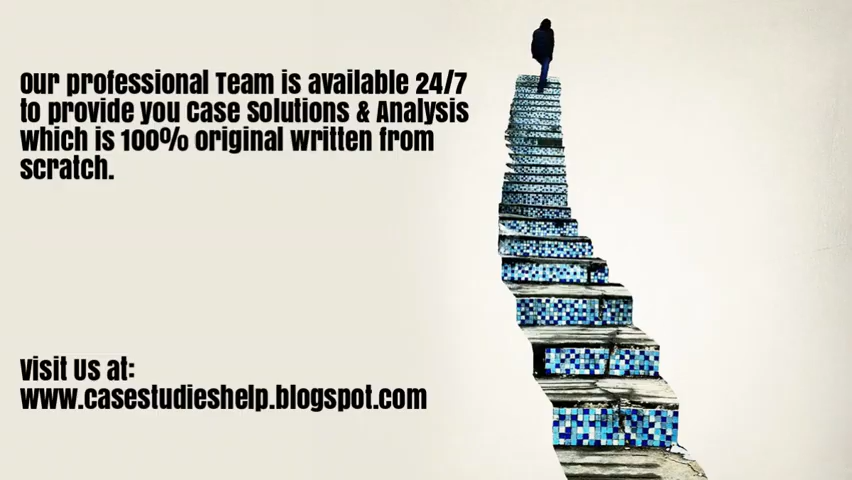 Our professional Team is available 24/7
to provide you Case Solutions & Analysis
which is 100% original written from
scratch.
Visit Us at:
www.casestudieshelp.blogspot.com